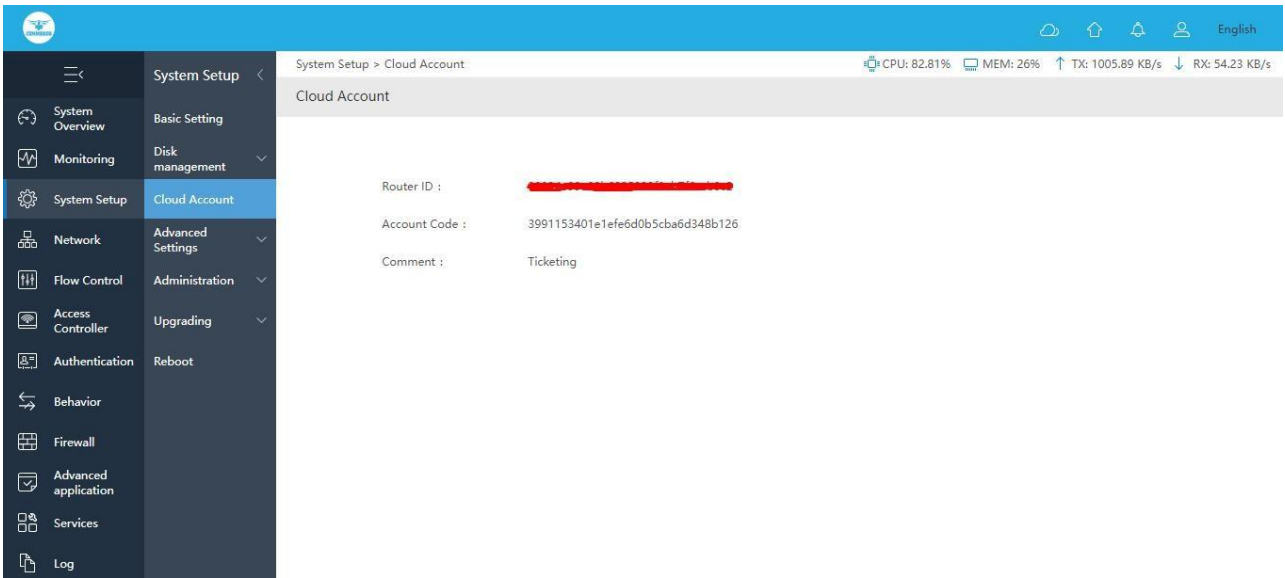 English
System Setup
System Setup > Cloud Account
CPU: 82.81%
MEM: 26%
TX: 1005.89 KB/s
RX: 54.23 KB/s
Cloud Account
System
Overview
Monitoring
System Setup
Network
Flow Control
Access
Controller
Authentication
Behavior
Firewall
Advanced
application
Services
Log
Basic Setting
Disk
management
Cloud Account
Advanced
Settings
Administration
Upgrading
Reboot
Router ID :
Account Code : 3991153401e1efe6d0b5cba6d348b126
Comment : Ticketing